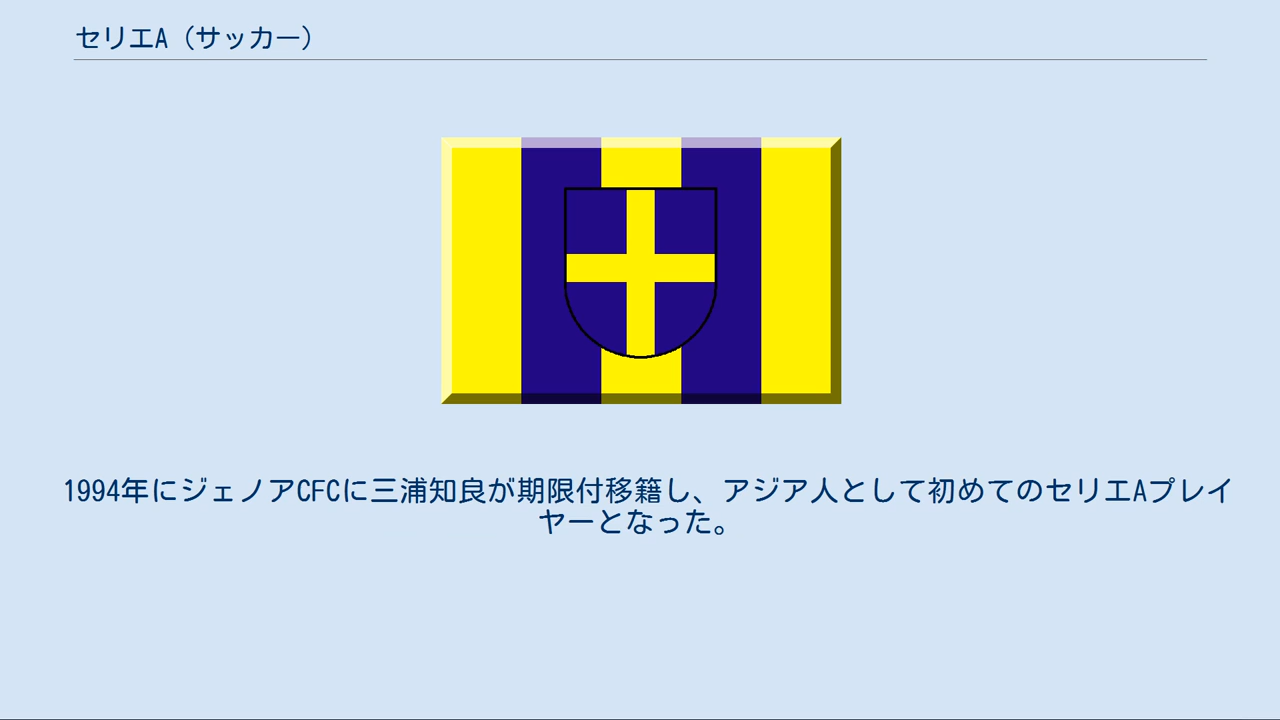 セリエA（サッカー）
1994年にジェノアCFCに三浦知良が期限付移籍し、アジア人として初めてのセリエAプレイ
ヤーとなった。